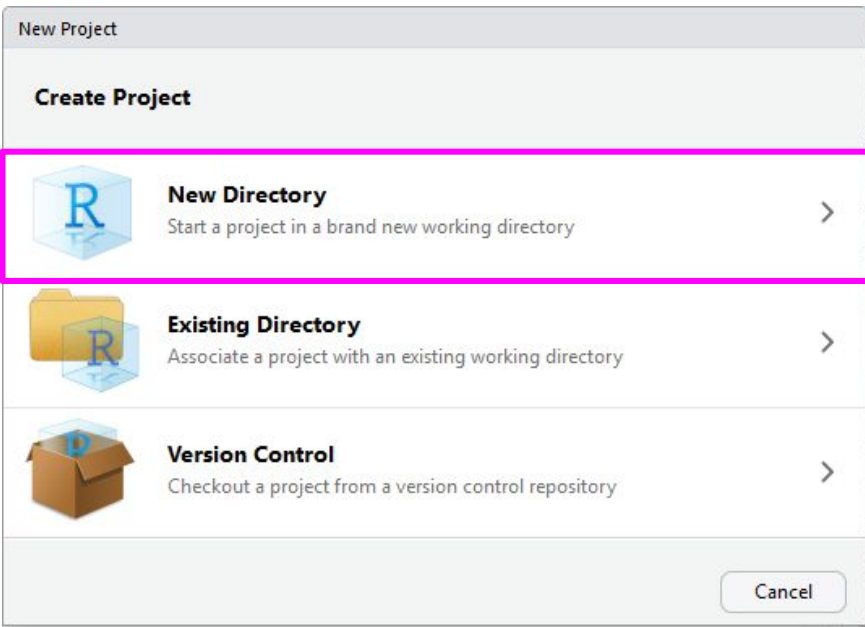 New Project
Create Project
R
New Directory
Start a project in a brand new working directory
R
Existing Directory
Associate a project with an existing working directory
Version Control
Checkout a project from a version control repository
Cancel